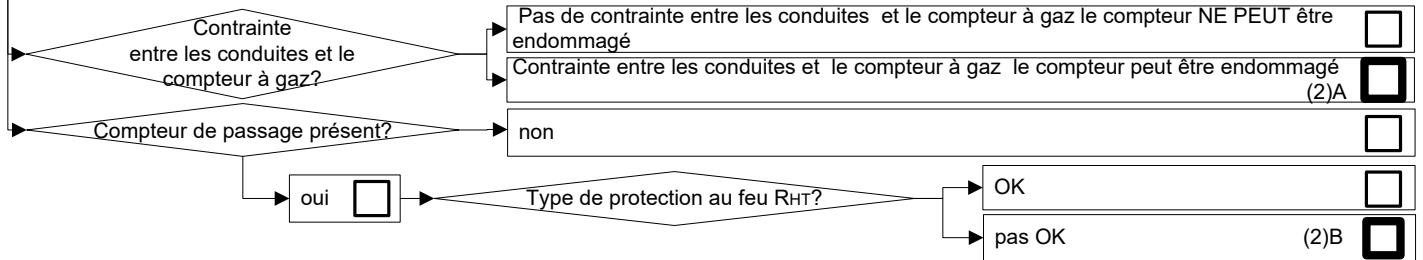 Contrainte
entre les conduites et le
compteur à gaz?
Pas de contrainte entre les conduites et le compteur à gaz le compteur NE PEUT être
endommagé
Contrainte entre les conduites et le compteur à gaz le compteur peut être endommagé
(2)A
Compteur de passage présent?
non
oui
Type de protection au feu RHT?
OK
pas OK (2)B